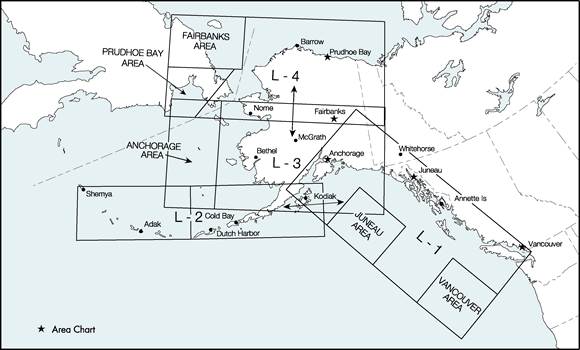 FAIRBANKS
AREA
Barrow
PRUDHOE BAY
AREA
Prudhoe Bay
L-4
Nome
Fairbanks
ANCHORAGE
AREA
McGrath
Bethel
L-3
Anchorage
Whitehorse
Juneau
Shemya
Kodiak
Annette Is
L-2
Cold Bay
Adak
Dutch Harbor
JUNEAU
AREA
L-1
Vancouver
VANCOUVER
AREA
★ Area Chart